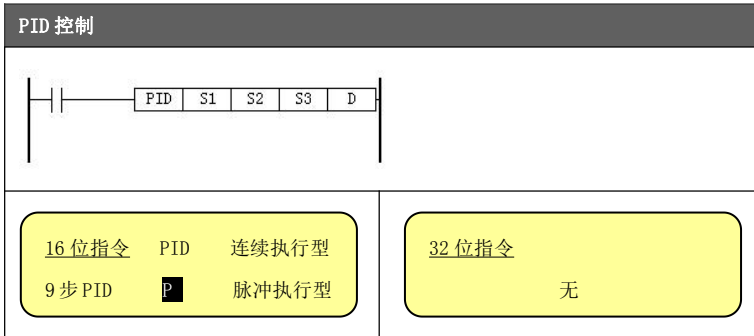 PID 控制
PID S1 S2 S3 D
16 位指令 PID 连续执行型
9 步 PID P 脉冲执行型
32 位指令
无